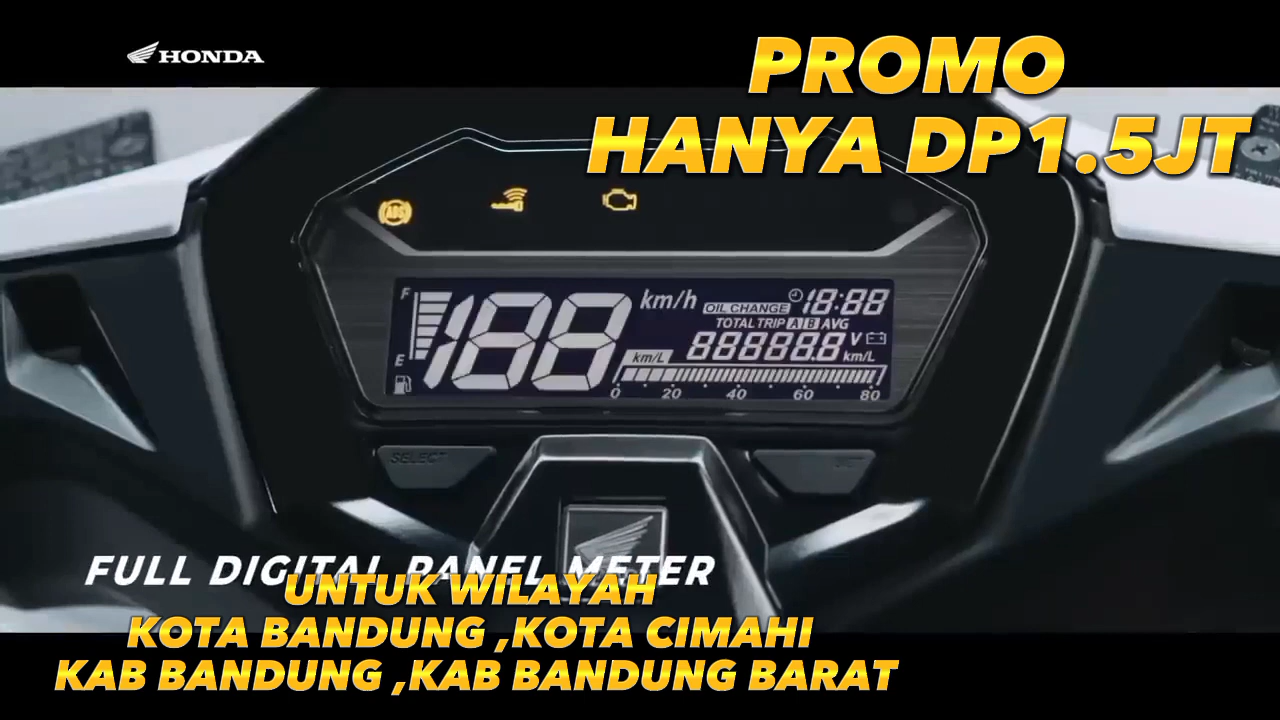 HONDA
PROMO
HANYA DP1.5JT
ABS
F
188 km/h
OIL CHANGE
18:88
TOTAL TRIP A B AVG
88888.8 V
km/L
km/L
E
0 20 40 60 80
SELECT
SET
FULL DIGITAL PANEL METER
UNTUK WILAYAH
KOTA BANDUNG ,KOTA CIMAHI
KAB BANDUNG ,KAB BANDUNG BARAT